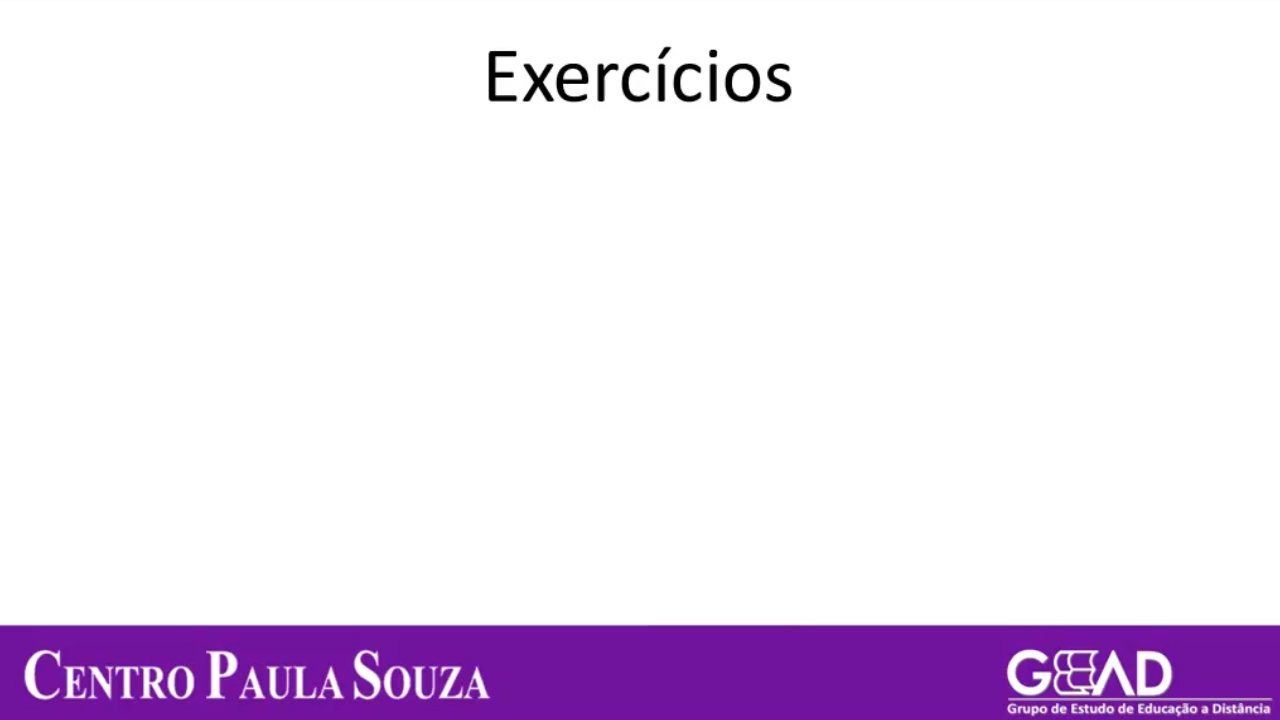 Exercícios
CENTRO PAULA SOUZA
GEAD
Grupo de Estudo de Educação a Distância